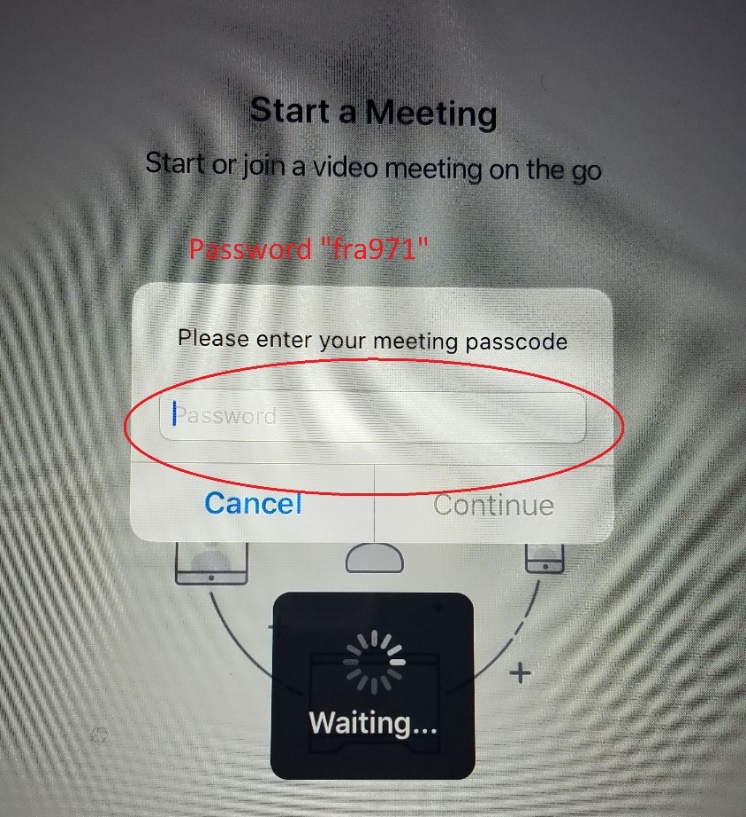 Start a Meeting
Start or join a video meeting on the go
Password "fra971"
Please enter your meeting passcode
Password
Cancel Continue
Waiting...